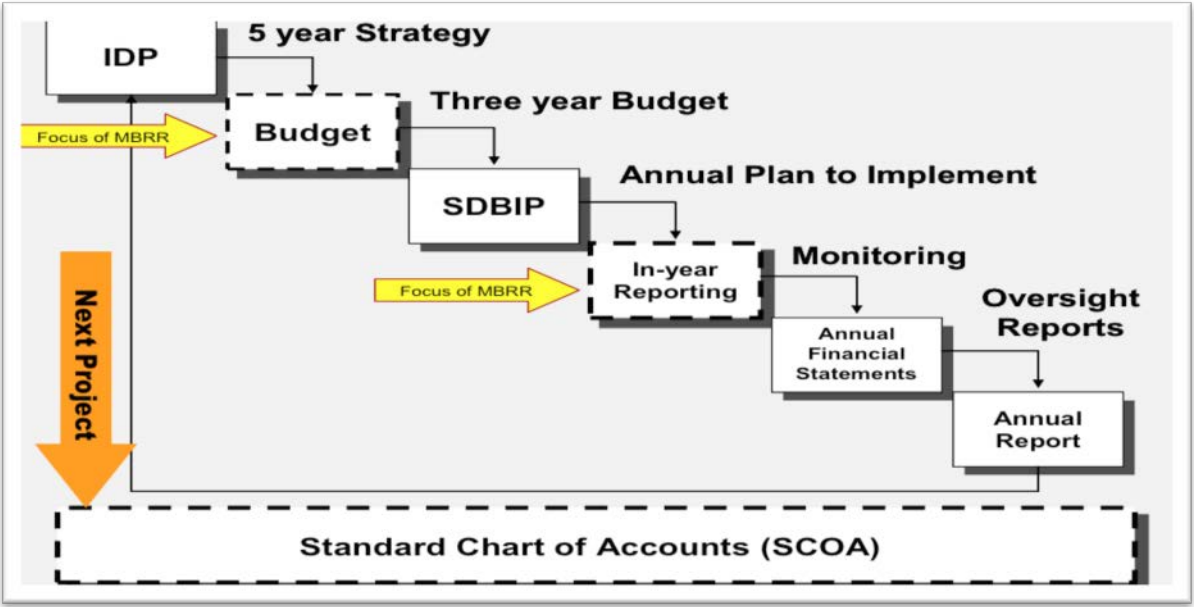 5 year Strategy
IDP
Three year Budget
Focus of MBRR
Budget
Annual Plan to Implement
SDBIP
Monitoring
In-year
Reporting
Focus of MBRR
Oversight
Reports
Next Project
Annual
Financial
Statements
Annual
Report
Standard Chart of Accounts (SCOA)